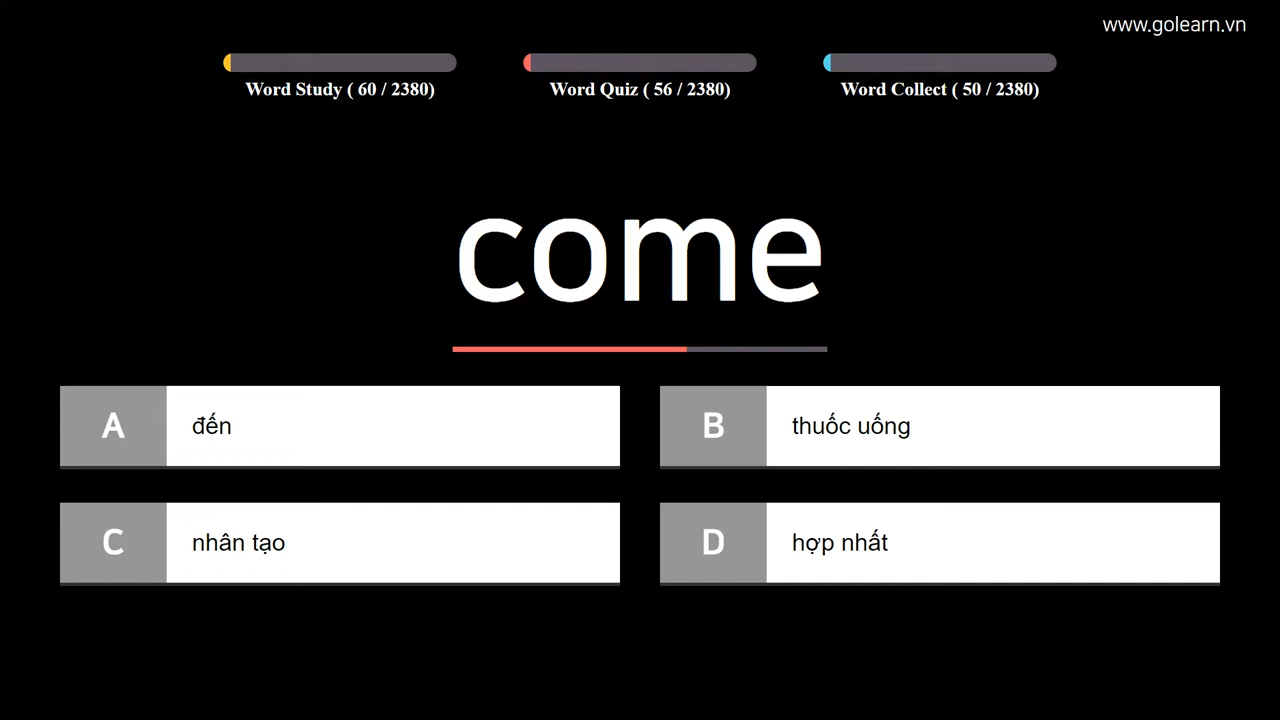 www.golearn.vn
Word Study ( 60 / 2380)
Word Quiz ( 56 / 2380)
Word Collect ( 50 / 2380)
come
A đến
B thuốc uống
C nhân tạo
D hợp nhất